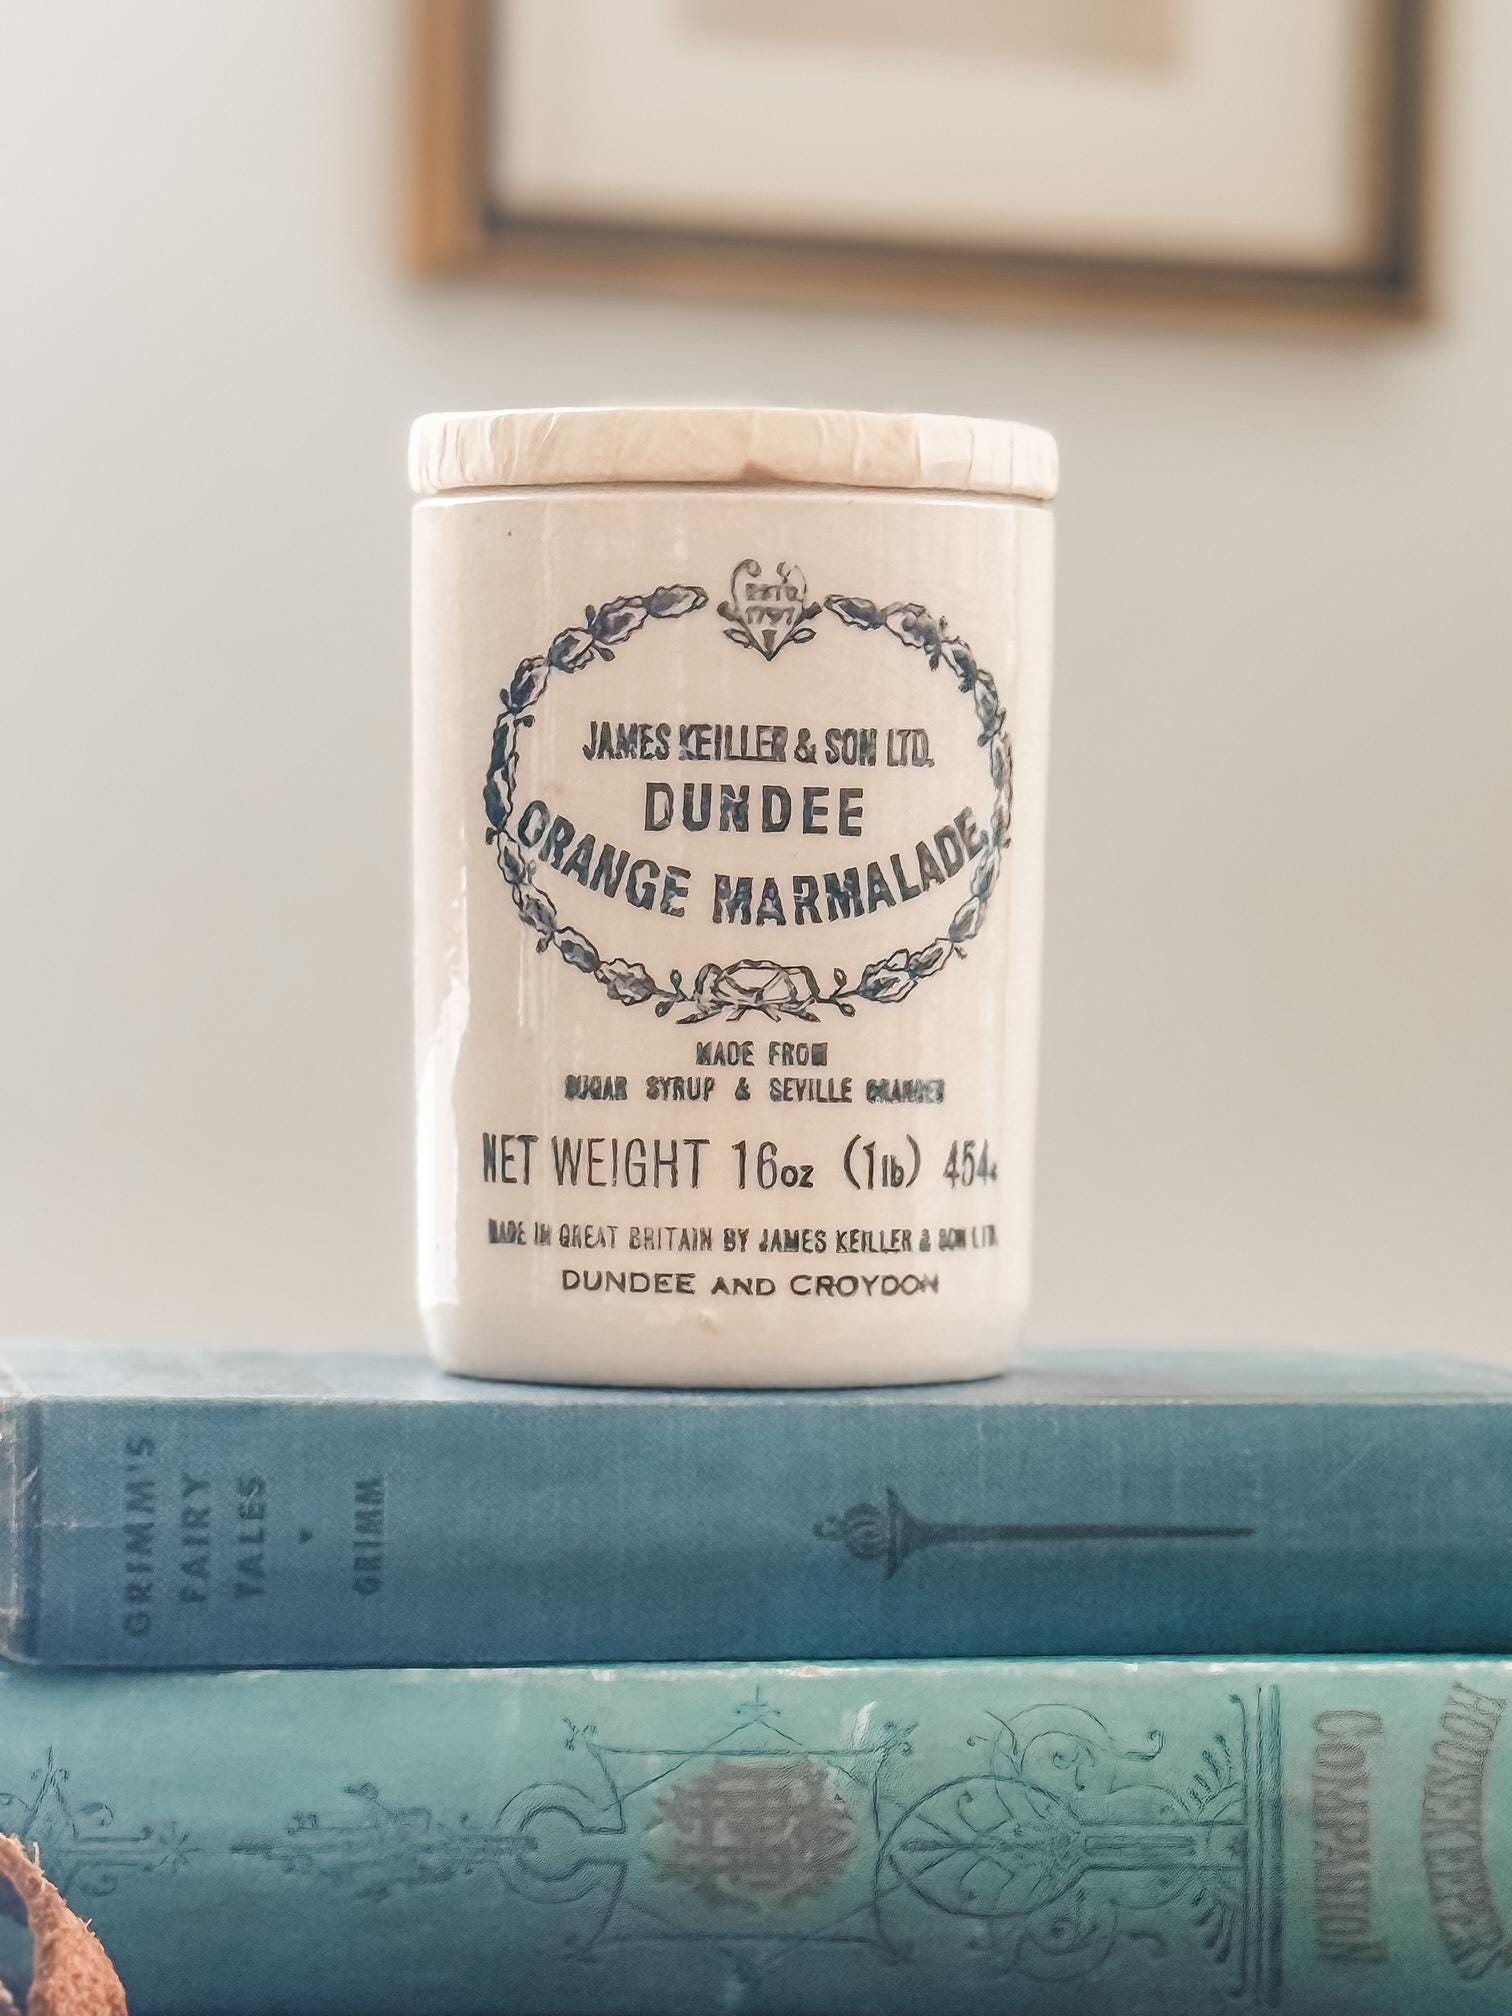 ESTD
1797
JAMES KEILLER & SON LTD.
DUNDEE
ORANGE MARMALADE
MADE FROM
SUGAR SYRUP & SEVILLE ORANGES
NET WEIGHT 16oz (1lb) 454
MADE IN GREAT BRITAIN BY JAMES KEILLER & SON LTD.
DUNDEE AND CROYDON
GRIMM'S
FAIRY
TALES
GRIMM
COMPANION